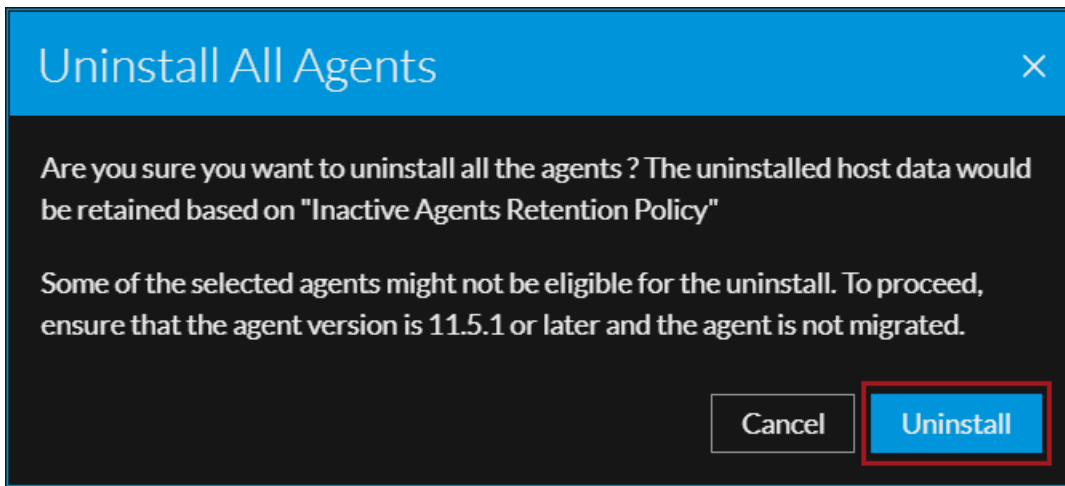 Uninstall All Agents
Are you sure you want to uninstall all the agents ? The uninstalled host data would
be retained based on "Inactive Agents Retention Policy"
Some of the selected agents might not be eligible for the uninstall. To proceed,
ensure that the agent version is 11.5.1 or later and the agent is not migrated.
Cancel
Uninstall